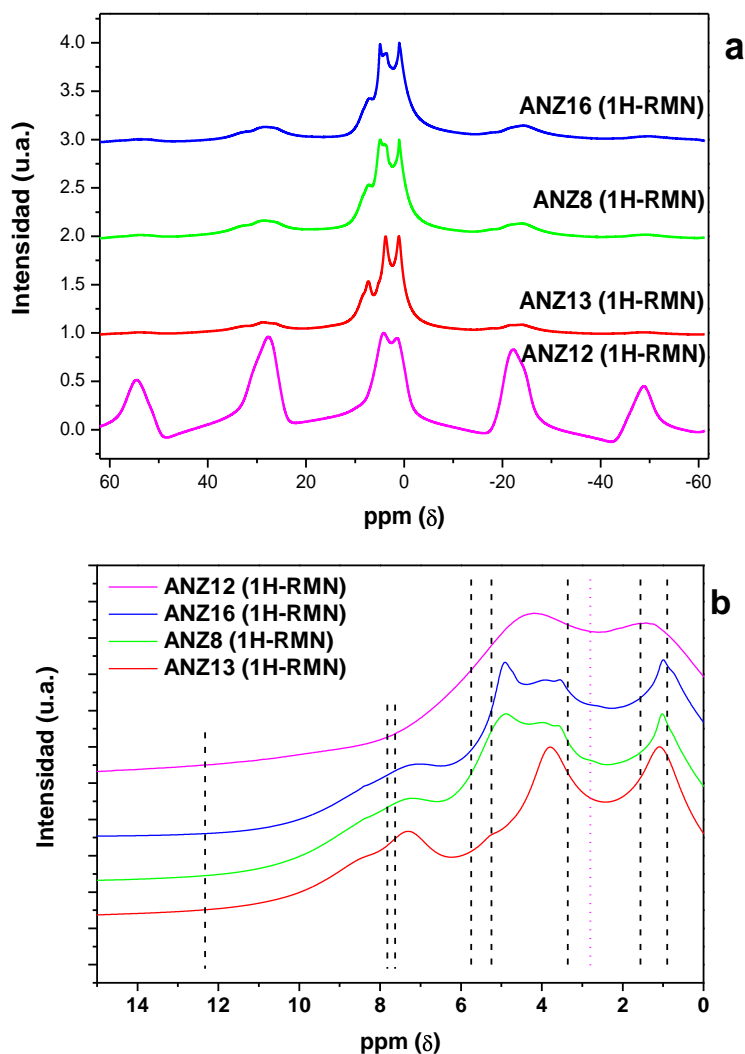 a
4.0
3.5
3.0
2.5
2.0
1.5
1.0
0.5
0.0
Intensidad (u.a.)
ANZ16 (1H-RMN)
ANZ8 (1H-RMN)
ANZ13 (1H-RMN)
ANZ12 (1H-RMN)
60 40 20 0 -20 -40 -60
ppm (δ)
b
ANZ12 (1H-RMN)
ANZ16 (1H-RMN)
ANZ8 (1H-RMN)
ANZ13 (1H-RMN)
Intensidad (u.a.)
14 12 10 8 6 4 2 0
ppm (δ)